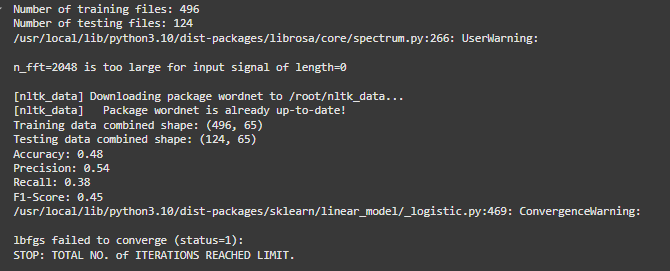 Number of training files: 496
Number of testing files: 124
/usr/local/lib/python3.10/dist-packages/librosa/core/spectrum.py:266: UserWarning:
n_fft=2048 is too large for input signal of length=0
[nltk_data] Downloading package wordnet to /root/nltk_data...
[nltk_data]   Package wordnet is already up-to-date!
Training data combined shape: (496, 65)
Testing data combined shape: (124, 65)
Accuracy: 0.48
Precision: 0.54
Recall: 0.38
F1-Score: 0.45
/usr/local/lib/python3.10/dist-packages/sklearn/linear_model/_logistic.py:469: ConvergenceWarning:
lbfgs failed to converge (status=1):
STOP: TOTAL NO. of ITERATIONS REACHED LIMIT.